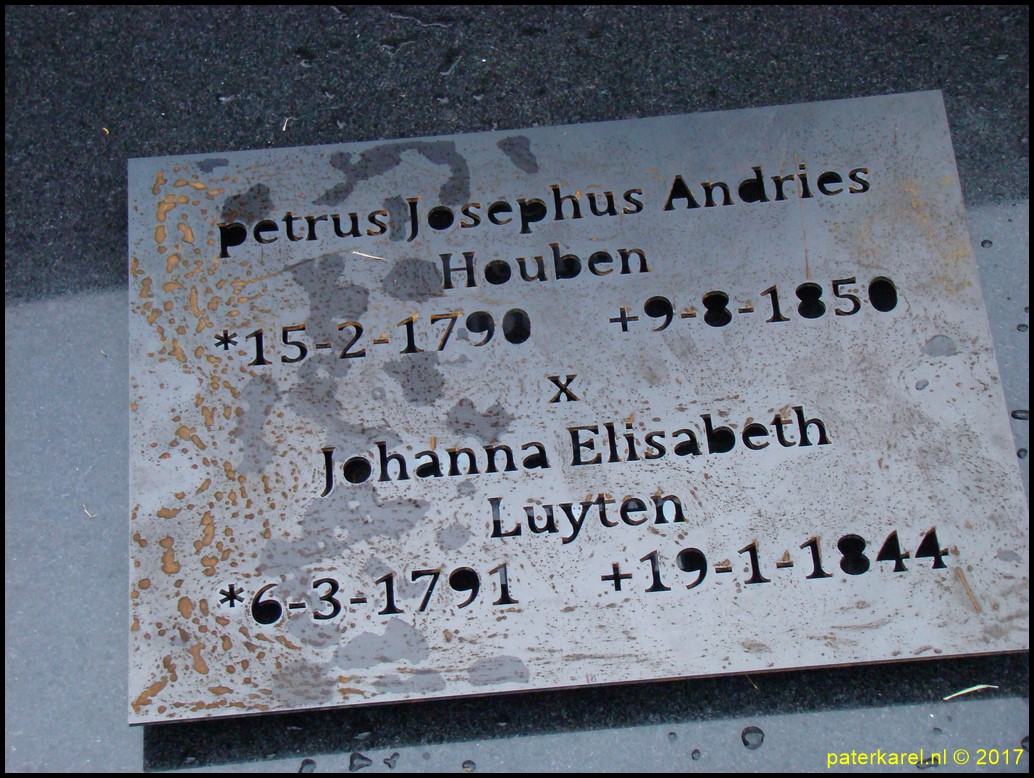 petrus Josephus Andries
Houben
*15-2-1790 +9-8-1850
x
Johanna Elisabeth
Luyten
*6-3-1791 +19-1-1844
paterkarel.nl © 2017